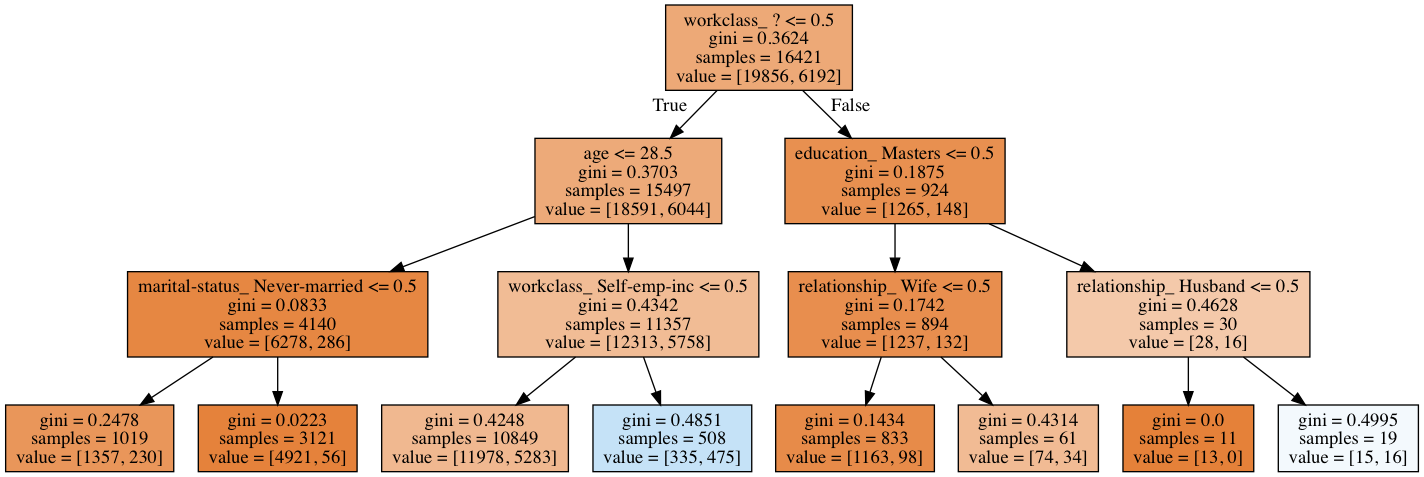 workclass_ ? <= 0.5
gini = 0.3624
samples = 16421
value = [19856, 6192]
True
False
age <= 28.5
gini = 0.3703
samples = 15497
value = [18591, 6044]
education_ Masters <= 0.5
gini = 0.1875
samples = 924
value = [1265, 148]
marital-status_ Never-married <= 0.5
gini = 0.0833
samples = 4140
value = [6278, 286]
workclass_ Self-emp-inc <= 0.5
gini = 0.4342
samples = 11357
value = [12313, 5758]
relationship_ Wife <= 0.5
gini = 0.1742
samples = 894
value = [1237, 132]
relationship_ Husband <= 0.5
gini = 0.4628
samples = 30
value = [28, 16]
gini = 0.2478
samples = 1019
value = [1357, 230]
gini = 0.0223
samples = 3121
value = [4921, 56]
gini = 0.4248
samples = 10849
value = [11978, 5283]
gini = 0.4851
samples = 508
value = [335, 475]
gini = 0.1434
samples = 833
value = [1163, 98]
gini = 0.4314
samples = 61
value = [74, 34]
gini = 0.0
samples = 11
value = [13, 0]
gini = 0.4995
samples = 19
value = [15, 16]